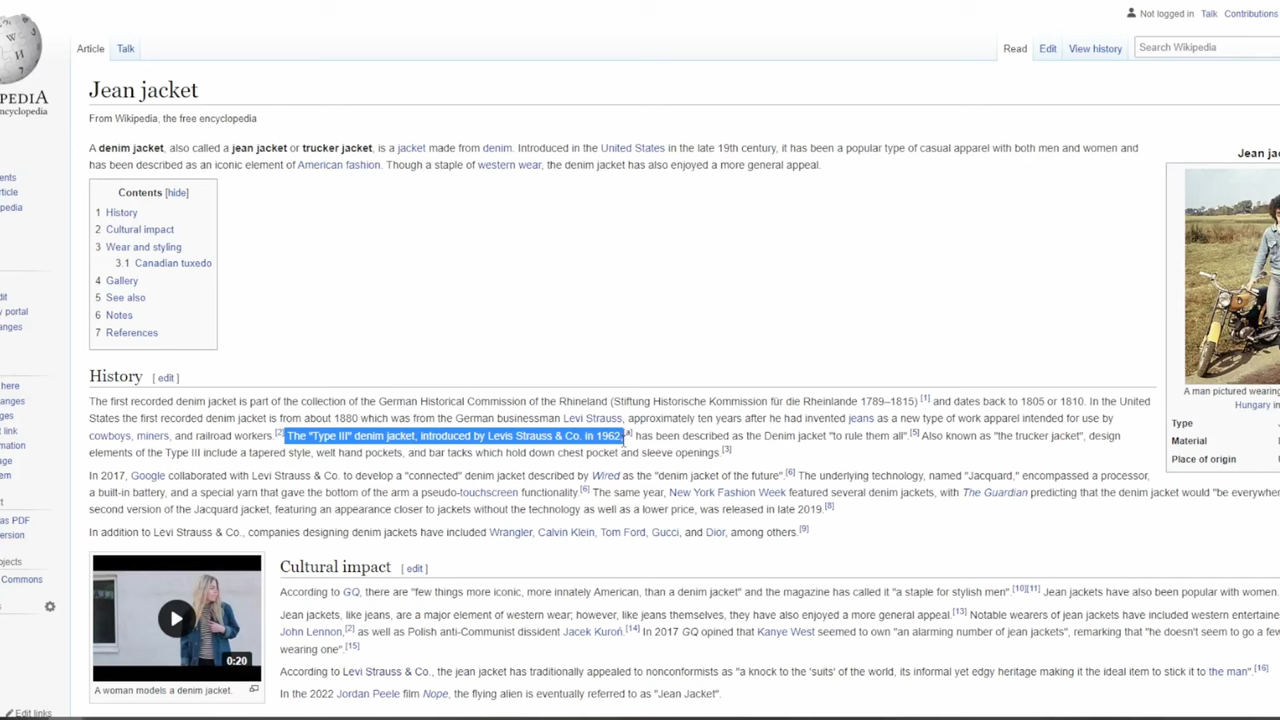 Not logged in Talk Contributions
Article Talk
Read Edit View history Search Wikipedia
PEDIA
ncyclopedia
Jean jacket
From Wikipedia, the free encyclopedia
A denim jacket, also called a jean jacket or trucker jacket, is a jacket made from denim. Introduced in the United States in the late 19th century, it has been a popular type of casual apparel with both men and women and
has been described as an iconic element of American fashion. Though a staple of western wear, the denim jacket has also enjoyed a more general appeal.
Contents [hide]
1 History
2 Cultural impact
3 Wear and styling
3.1 Canadian tuxedo
4 Gallery
5 See also
6 Notes
7 References
ents
rticle
pedia
dit
y portal
anges
here
anges
ges
t link
mation
age
em
t
as PDF
ersion
ojects
Commons
s
Edit links
Jean jac
A man pictured wearing
Hungary in
Type J
Material
Place of origin
History [ edit ]
The first recorded denim jacket is part of the collection of the German Historical Commission of the Rhineland (Stiftung Historische Kommission für die Rheinlande 1789–1815) [1] and dates back to 1805 or 1810. In the United
States the first recorded denim jacket is from about 1880 which was from the German businessman Levi Strauss, approximately ten years after he had invented jeans as a new type of work apparel intended for use by
cowboys, miners, and railroad workers.[2] The "Type III" denim jacket, introduced by Levis Strauss & Co. in 1962,[a] has been described as the Denim jacket "to rule them all".[5] Also known as "the trucker jacket", design
elements of the Type III include a tapered style, welt hand pockets, and bar tacks which hold down chest pocket and sleeve openings.[3]
In 2017, Google collaborated with Levi Strauss & Co. to develop a "connected" denim jacket described by Wired as the "denim jacket of the future".[6] The underlying technology, named "Jacquard," encompassed a processor,
a built-in battery, and a special yarn that gave the bottom of the arm a pseudo-touchscreen functionality.[6] The same year, New York Fashion Week featured several denim jackets, with The Guardian predicting that the denim jacket would "be everywhere
second version of the Jacquard jacket, featuring an appearance closer to jackets without the technology as well as a lower price, was released in late 2019.[8]
In addition to Levi Strauss & Co., companies designing denim jackets have included Wrangler, Calvin Klein, Tom Ford, Gucci, and Dior, among others.[9]
0:20
A woman models a denim jacket.
Cultural impact [ edit ]
According to GQ, there are "few things more iconic, more innately American, than a denim jacket" and the magazine has called it "a staple for stylish men".[10][11] Jean jackets have also been popular with women.
Jean jackets, like jeans, are a major element of western wear; however, like jeans themselves, they have also enjoyed a more general appeal.[13] Notable wearers of jean jackets have included western entertaine
John Lennon,[2] as well as Polish anti-Communist dissident Jacek Kuroń.[14] In 2017 GQ opined that Kanye West seemed to own "an alarming number of jean jackets", remarking that "he doesn't seem to go a few
wearing one".[15]
According to Levi Strauss & Co., the jean jacket has traditionally appealed to nonconformists as "a knock to the 'suits' of the world, its informal yet edgy heritage making it the ideal item to stick it to the man".[16]
In the 2022 Jordan Peele film Nope, the flying alien is eventually referred to as "Jean Jacket".